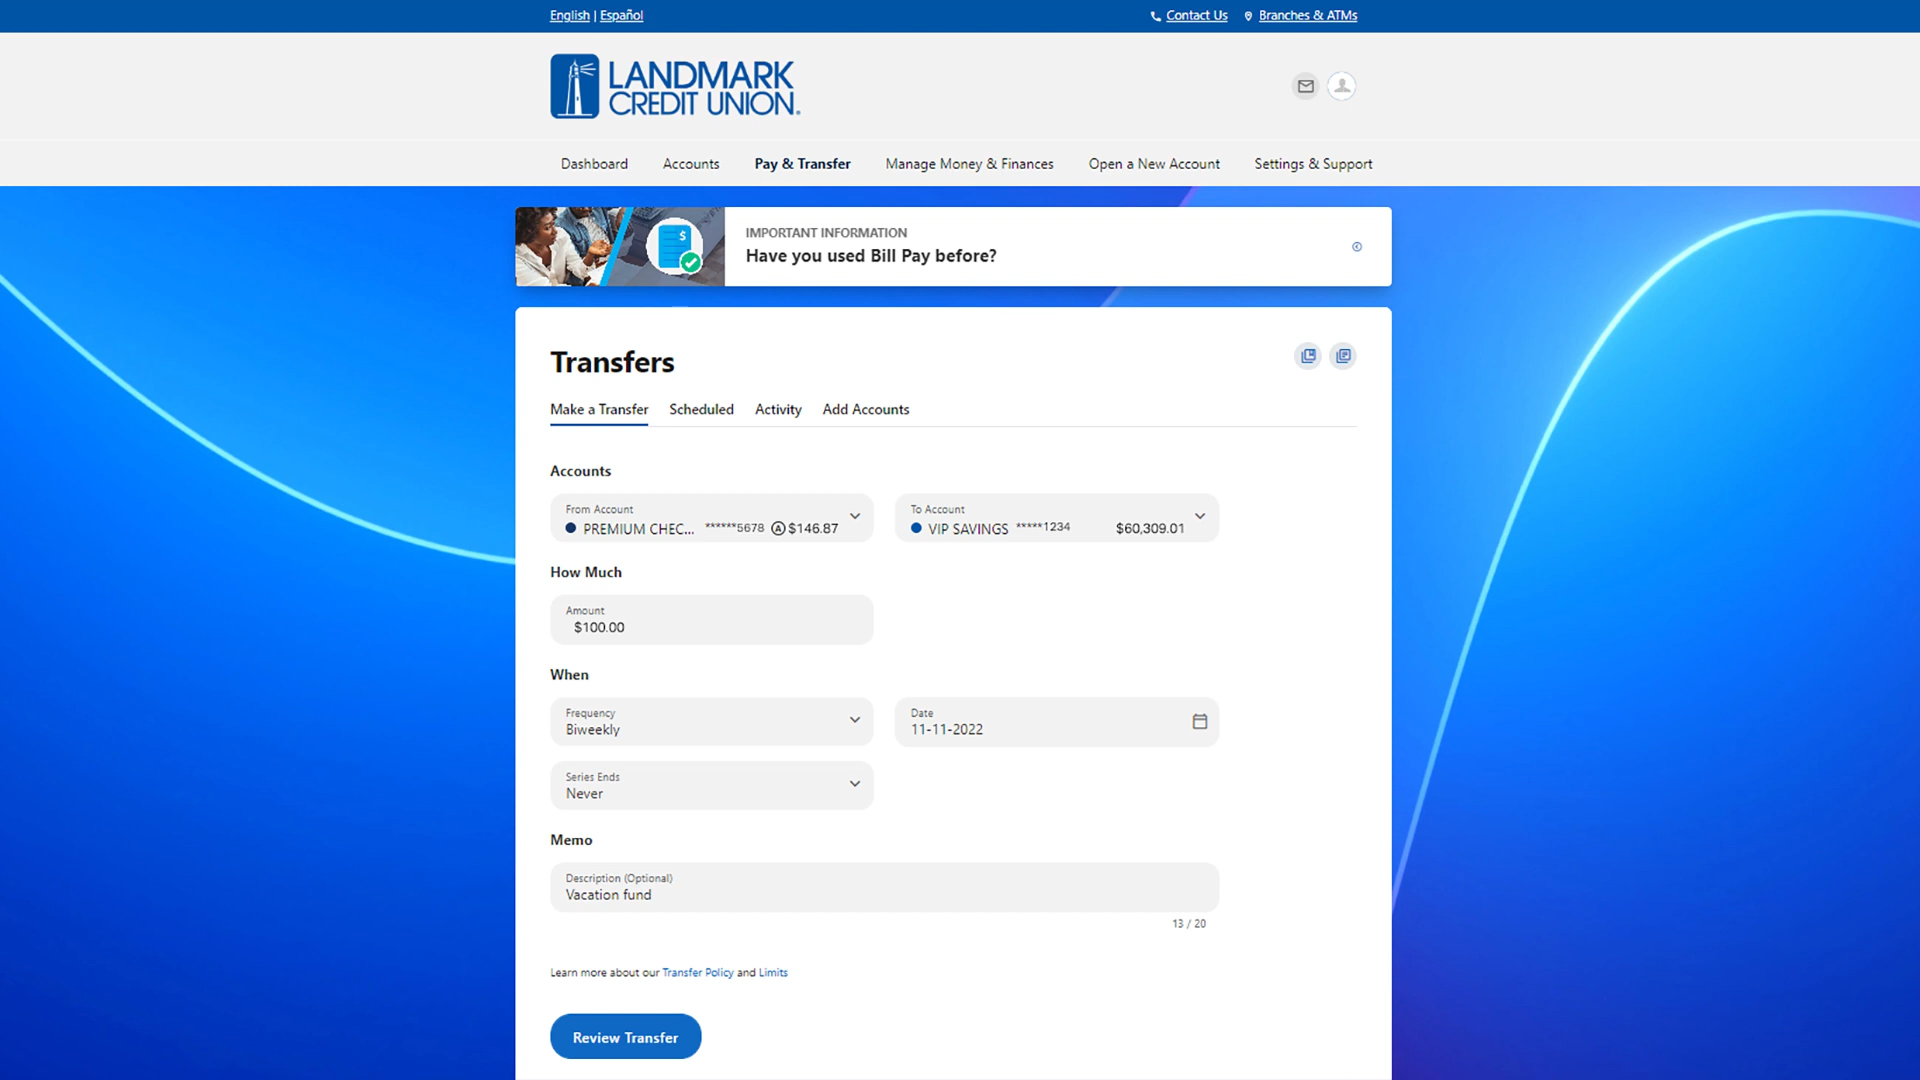 English | Español
Contact Us
Branches & ATMs
LANDMARK
CREDIT UNION.
Dashboard
Accounts
Pay & Transfer
Manage Money & Finances
Open a New Account
Settings & Support
IMPORTANT INFORMATION
Have you used Bill Pay before?
$
Transfers
Make a Transfer
Scheduled
Activity
Add Accounts
Accounts
From Account
PREMIUM CHEC... ******5678 A $146.87
To Account
VIP SAVINGS *****1234 $60,309.01
How Much
Amount
$100.00
When
Frequency
Biweekly
Date
11-11-2022
Series Ends
Never
Memo
Description (Optional)
Vacation fund
13 / 20
Learn more about our Transfer Policy and Limits
Review Transfer